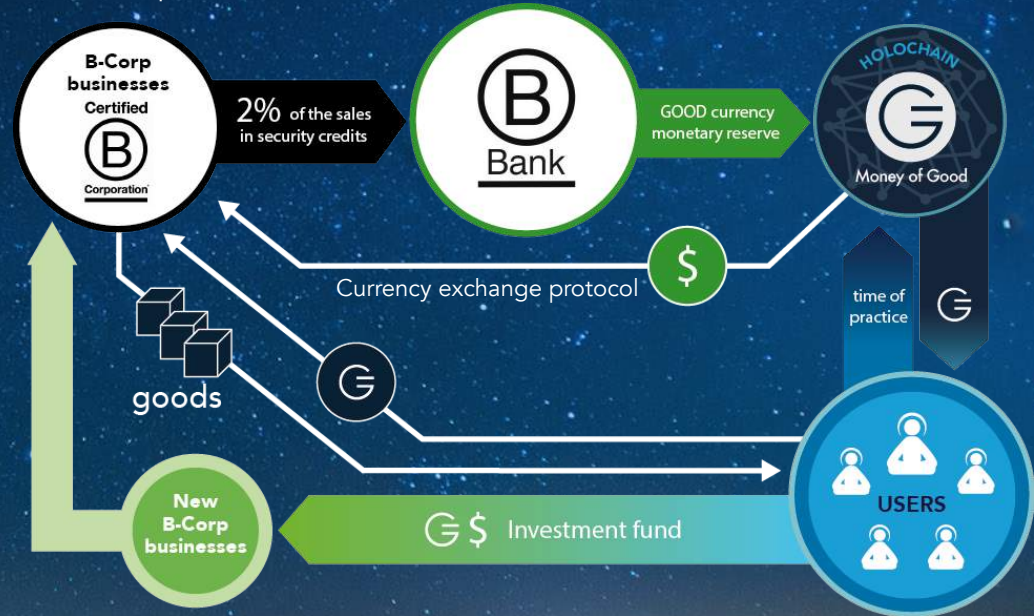 B-Corp
businesses
Certified
B
Corporation
2% of the sales
in security credits
B
Bank
GOOD currency
monetary reserve
HOLOCHAIN
G
Money of Good
$
Currency exchange protocol
time of
practice
G
G
goods
USERS
New
B-Corp
businesses
G $ Investment fund